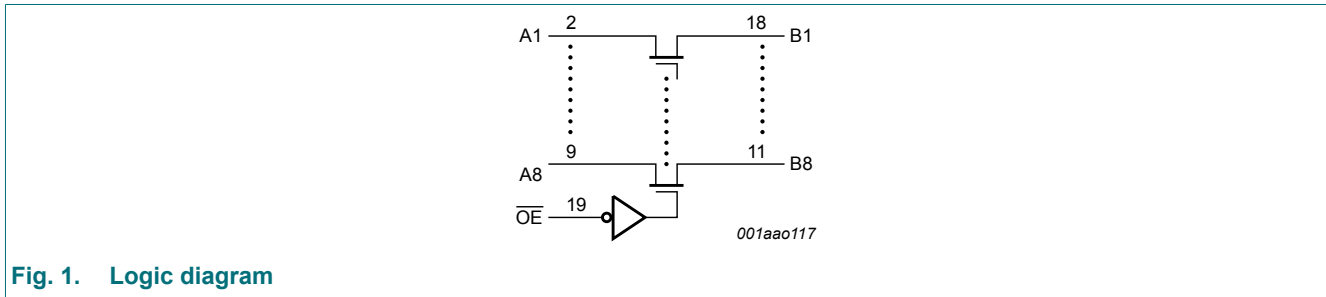 A1 2 18 B1
A8 9 11 B8
OE 19
001aao117
Fig. 1. Logic diagram